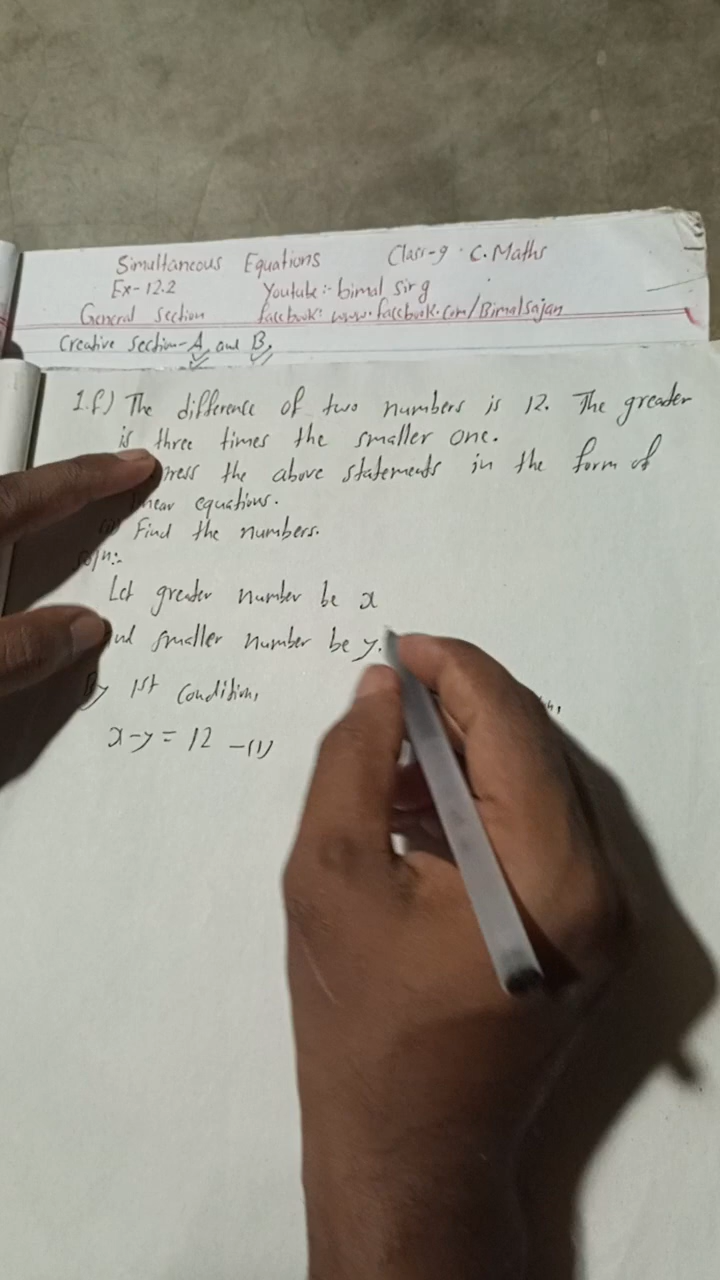 Simultaneous Equations Class-9 C. Maths
Ex-12.2 Youtube:- bimal sir g
General section facebook: www.facebook.com/Bimalsajan
Creative section-A, and B,
1.f) The difference of two numbers is 12. The greater
is three times the smaller one.
the above statements in the form of
equations.
Find the numbers.
Soln:-
Let greater number be x
and smaller number be y.
By 1st condition,
x-y = 12 -(1)